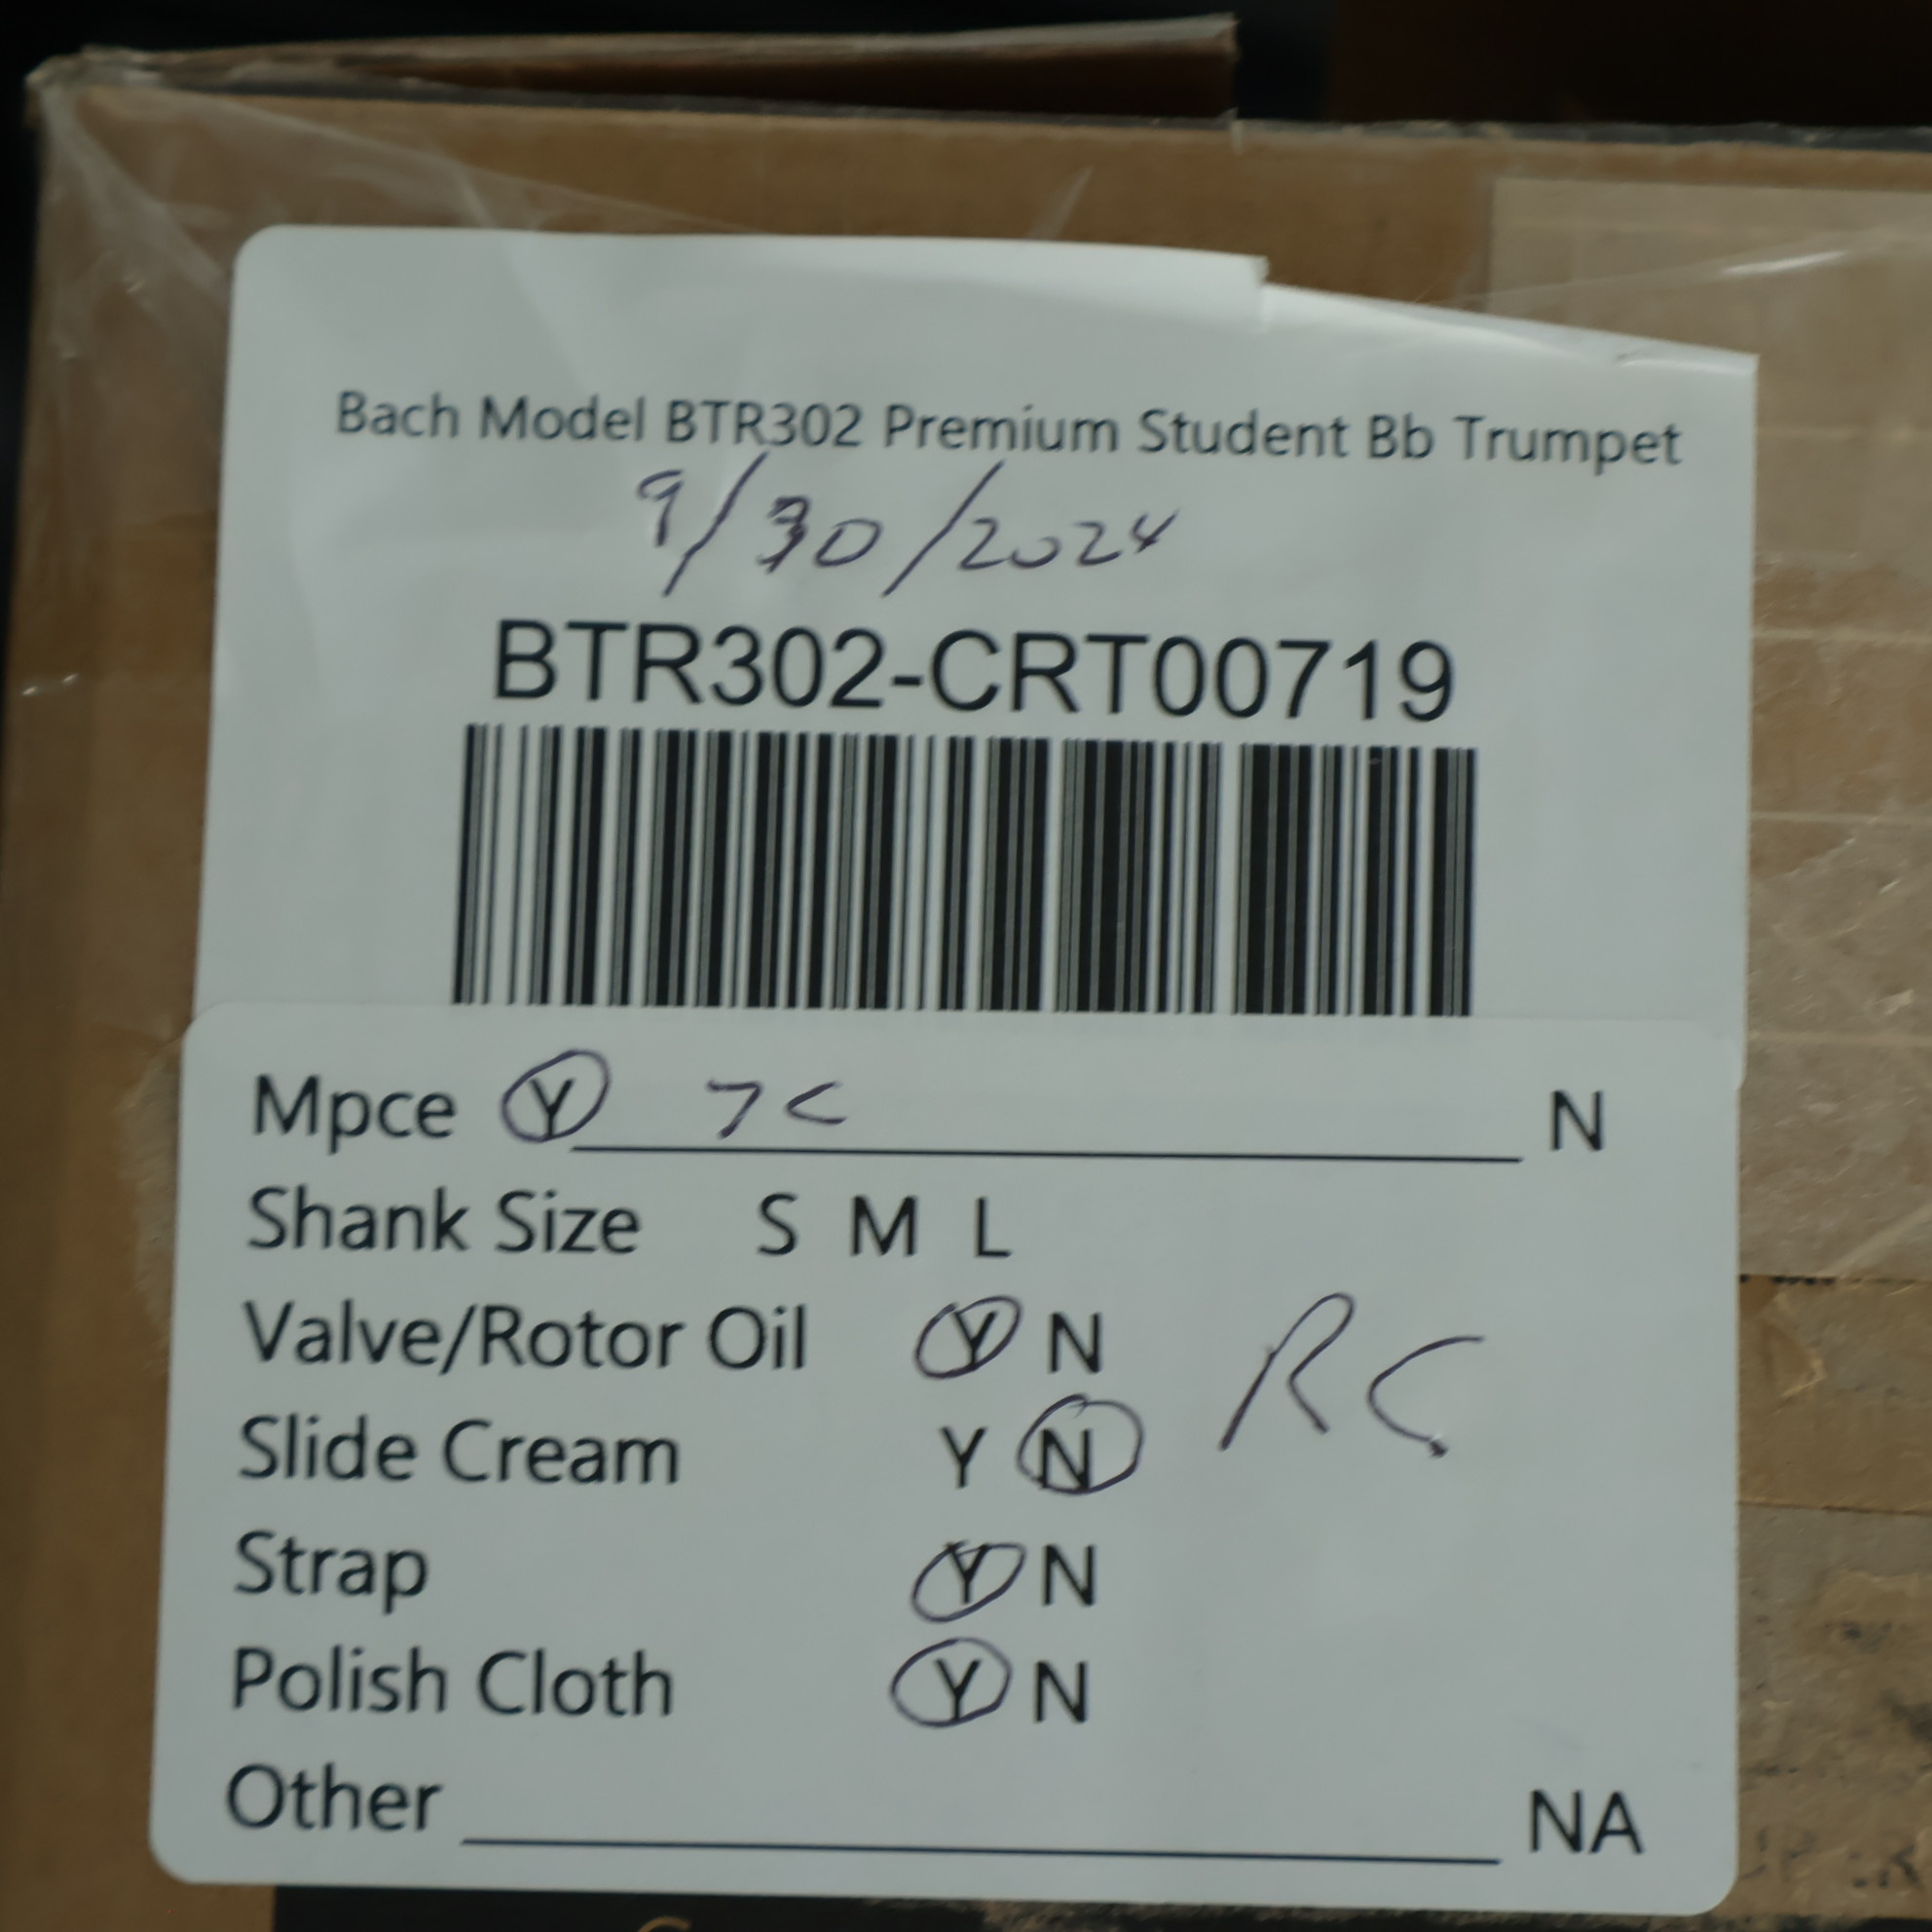 Bach Model BTR302 Premium Student Bb Trumpet
9/30/2024
BTR302-CRT00719
Mpce Y 7C N
Shank Size S M L
Valve/Rotor Oil Y N
RC
Slide Cream Y N
Strap Y N
Polish Cloth Y N
Other NA